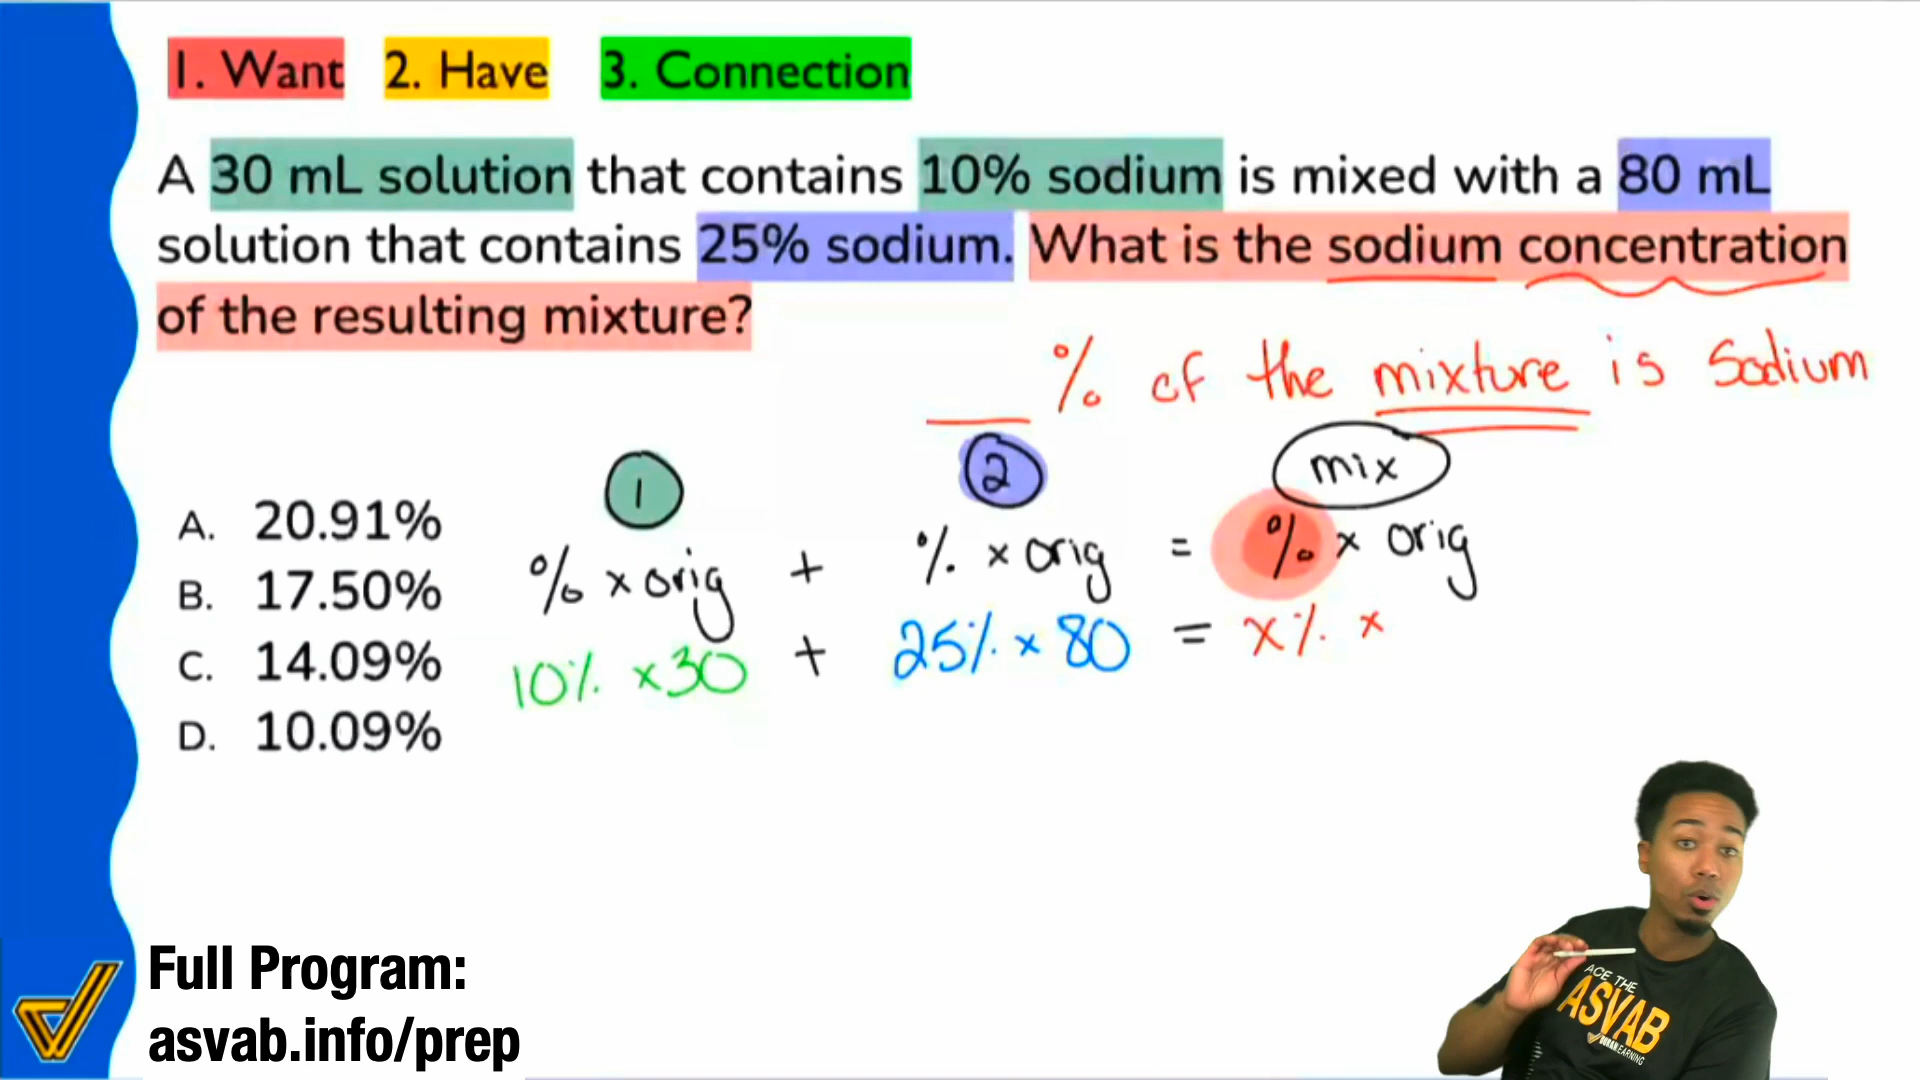 1. Want 2. Have 3. Connection
A 30 mL solution that contains 10% sodium is mixed with a 80 mL
solution that contains 25% sodium. What is the sodium concentration
of the resulting mixture?
% of the mixture is Sodium
1 2 mix
A. 20.91%
B. 17.50%
C. 14.09%
D. 10.09%
% x orig + % x orig = % x orig
10% x30 + 25% x 80 = x% x
Full Program:
asvab.info/prep
ACE THE
ASVAB
LEARNING